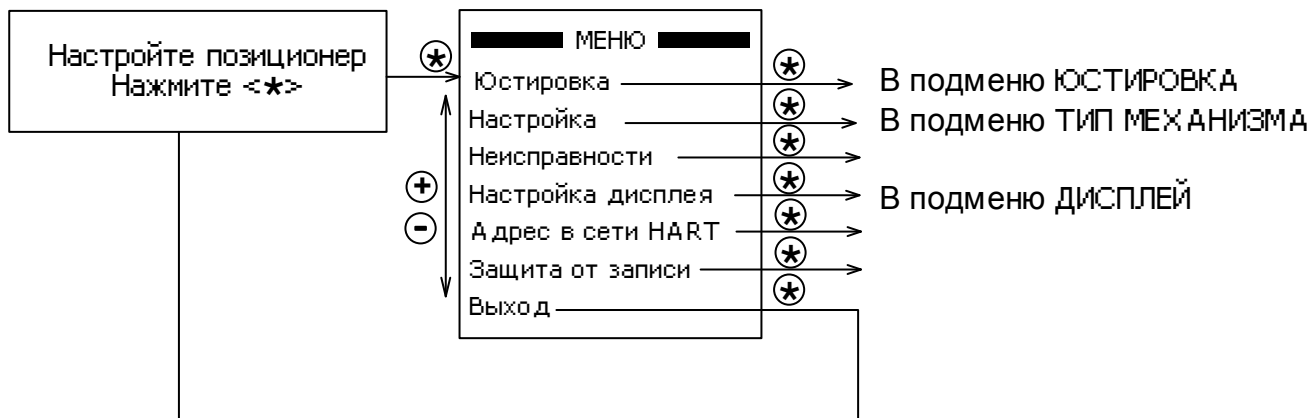 Настройте позиционер
Нажмите <*>
*
МЕНЮ
Юстировка
*
В подменю ЮСТИРОВКА
Настройка
*
В подменю ТИП МЕХАНИЗМА
Неисправности
*
Настройка дисплея
*
В подменю ДИСПЛЕЙ
+
-
Адрес в сети HART
*
Защита от записи
*
Выход
*